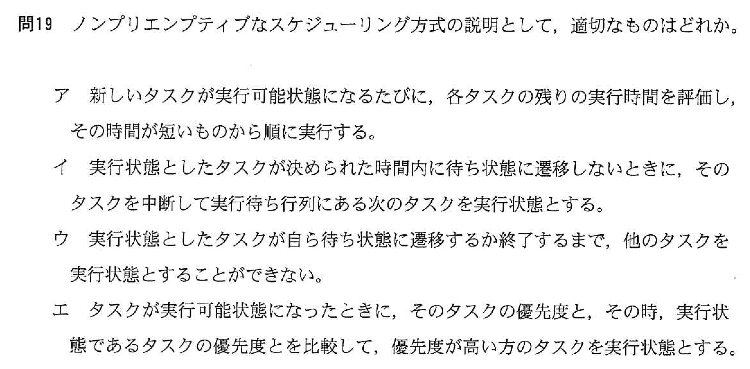 問19 ノンプリエンプティブなスケジューリング方式の説明として，適切なものはどれか。
ア 新しいタスクが実行可能状態になるたびに，各タスクの残りの実行時間を評価し，
その時間が短いものから順に実行する。
イ 実行状態としたタスクが決められた時間内に待ち状態に遷移しないときに，その
タスクを中断して実行待ち行列にある次のタスクを実行状態とする。
ウ 実行状態としたタスクが自ら待ち状態に遷移するか終了するまで，他のタスクを
実行状態とすることができない。
エ タスクが実行可能状態になったときに，そのタスクの優先度と，その時，実行状
態であるタスクの優先度とを比較して，優先度が高い方のタスクを実行状態とする。